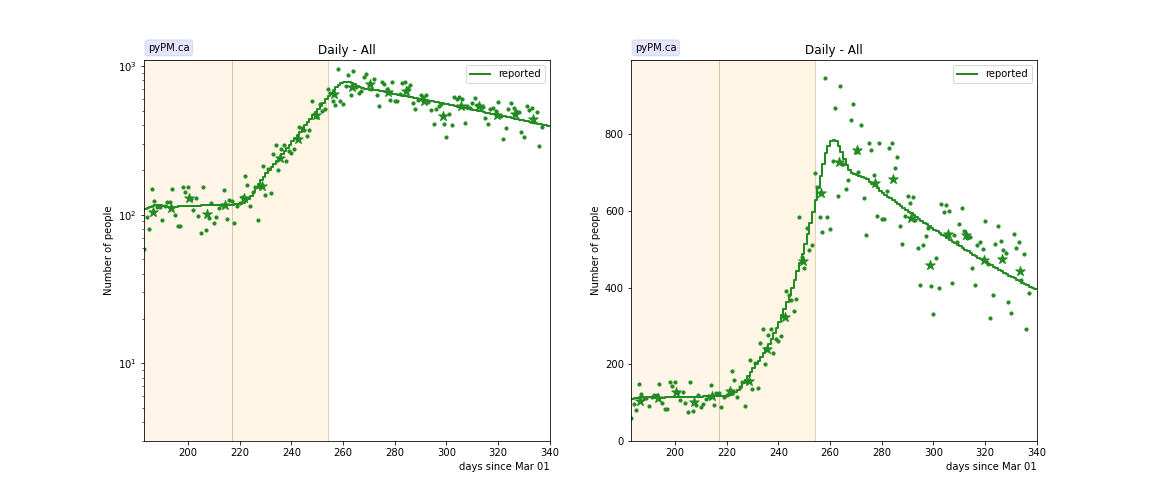 pyPM.ca
Daily - All
reported
10³
10²
10¹
Number of people
200 220 240 260 280 300 320 340
days since Mar 01
pyPM.ca
Daily - All
reported
800
600
400
200
0
Number of people
200 220 240 260 280 300 320 340
days since Mar 01